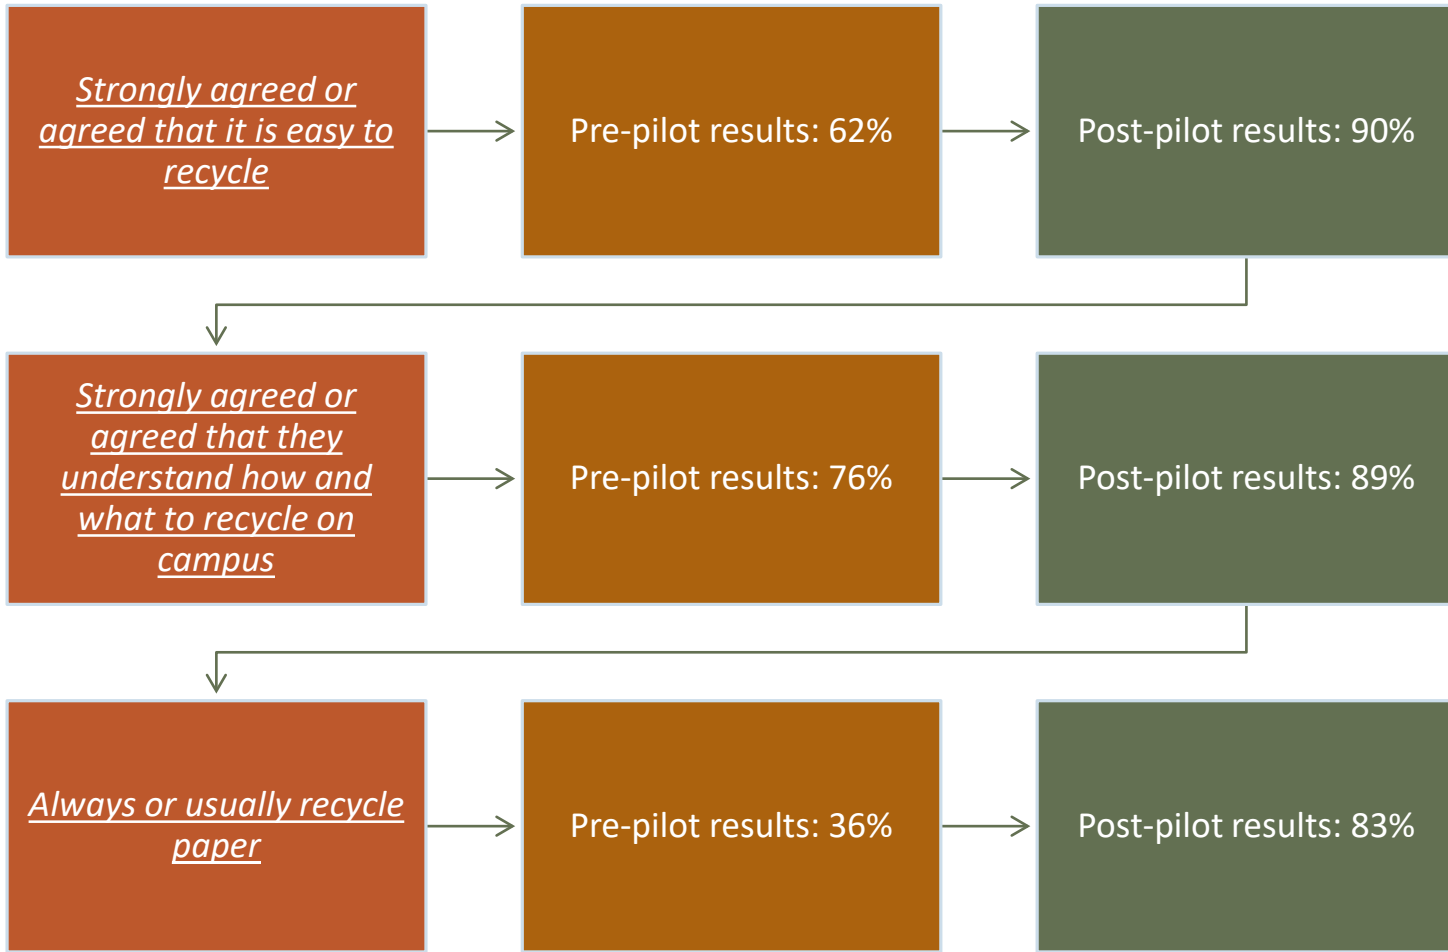 Strongly agreed or
agreed that it is easy to
recycle
Pre-pilot results: 62%
Post-pilot results: 90%
Strongly agreed or
agreed that they
understand how and
what to recycle on
campus
Pre-pilot results: 76%
Post-pilot results: 89%
Always or usually recycle
paper
Pre-pilot results: 36%
Post-pilot results: 83%